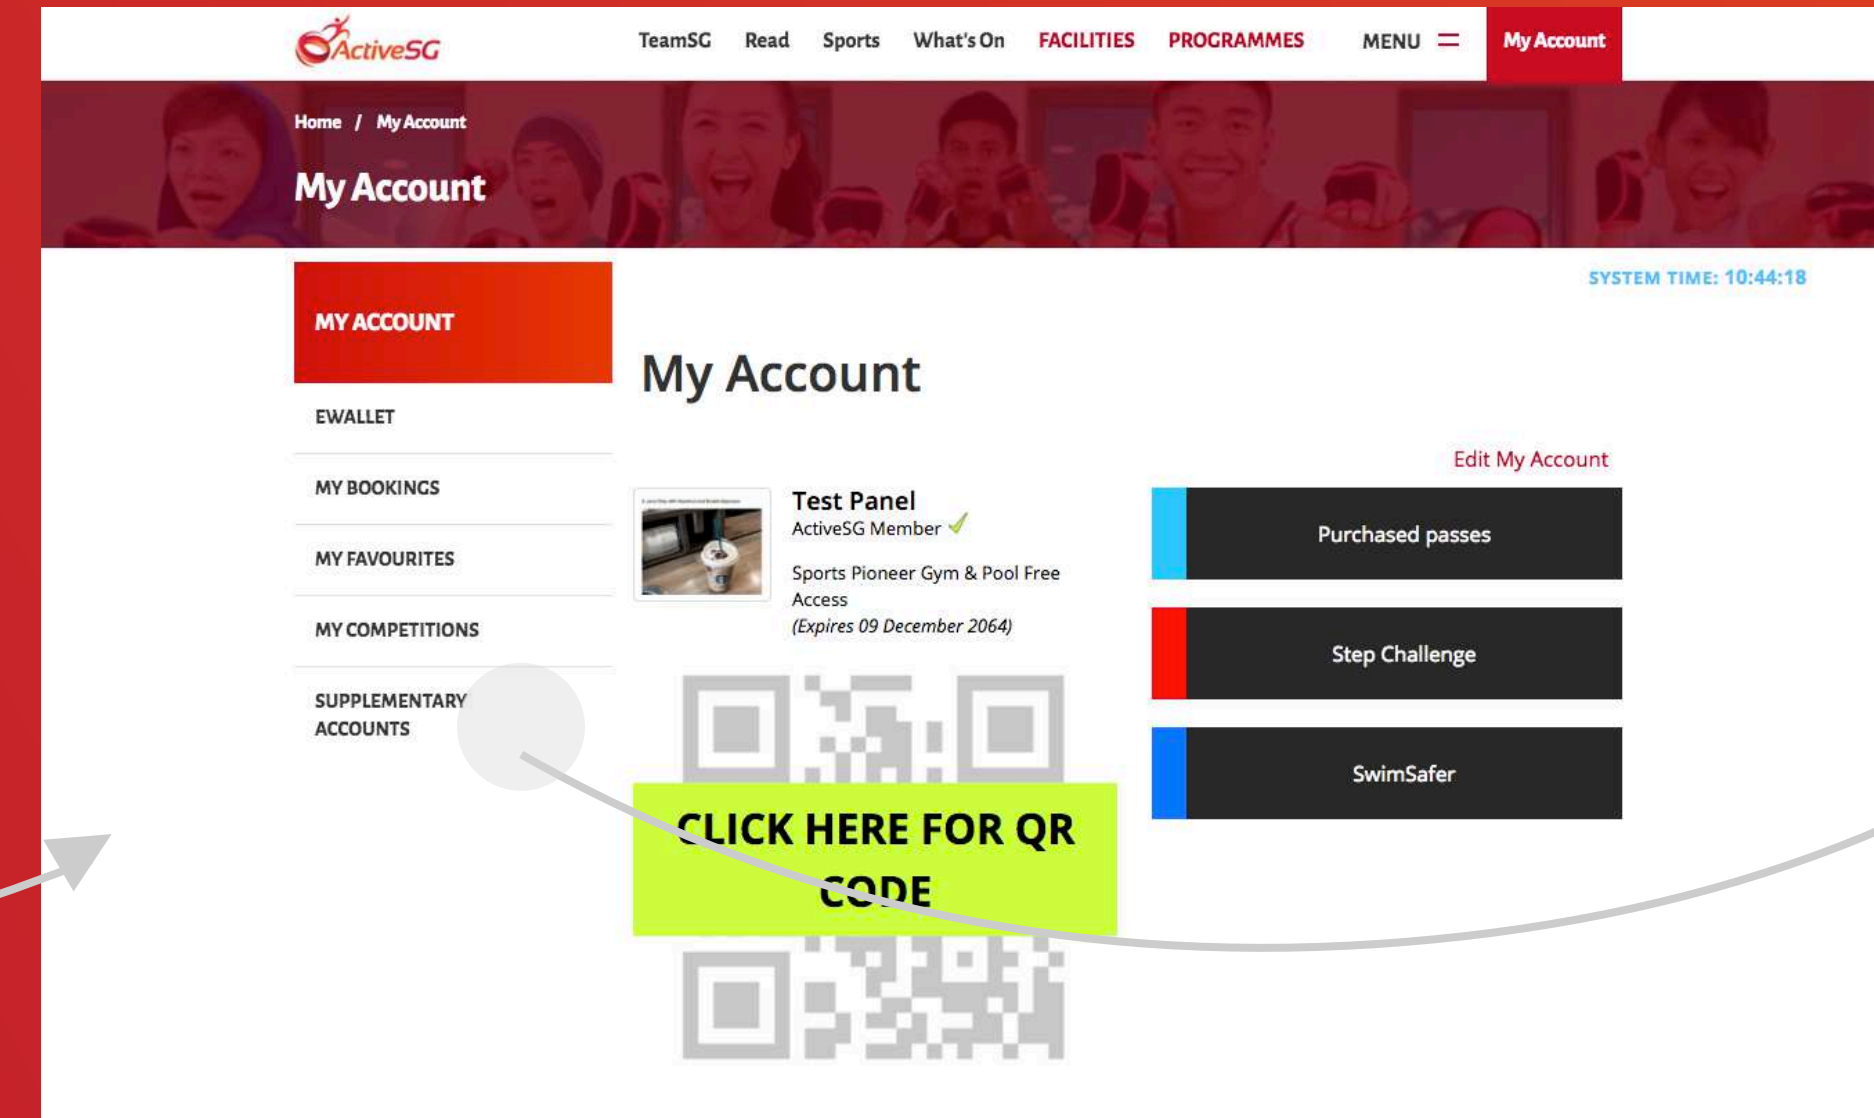 ActiveSG
TeamSG Read Sports What's On FACILITIES PROGRAMMES MENU My Account
Home / My Account
My Account
SYSTEM TIME: 10:44:18
MY ACCOUNT
EWALLET
MY BOOKINGS
MY FAVOURITES
MY COMPETITIONS
SUPPLEMENTARY
ACCOUNTS
My Account
Edit My Account
Test Panel
ActiveSG Member
Sports Pioneer Gym & Pool Free
Access
(Expires 09 December 2064)
CLICK HERE FOR QR
CODE
Purchased passes
Step Challenge
SwimSafer